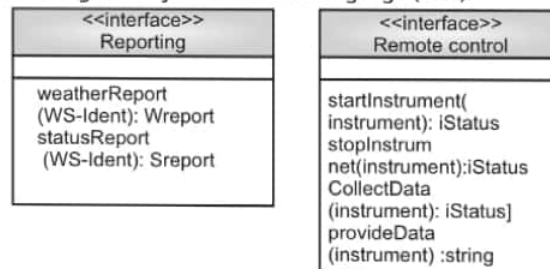 <<interface>>
Reporting
weatherReport
(WS-Ident): Wreport
statusReport
(WS-Ident): Sreport
<<interface>>
Remote control
startInstrument(
instrument): iStatus
stopInstrum
net(instrument):iStatus
CollectData
(instrument): iStatus]
provideData
(instrument) :string